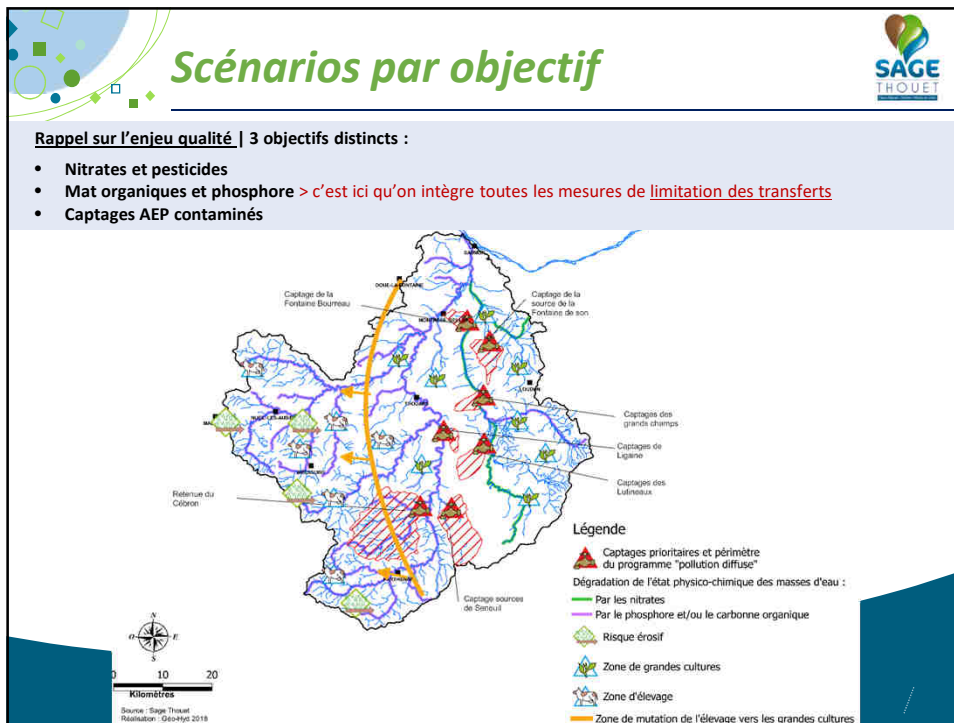 Scénarios par objectif
SAGE
THOUET
Rappel sur l'enjeu qualité | 3 objectifs distincts :
• Nitrates et pesticides
• Mat organiques et phosphore > c'est ici qu'on intègre toutes les mesures de limitation des transferts
• Captages AEP contaminés
DOUE-LA-FONTAINE
Captage de la
Fontaine Bourreau
Captage de la
source de la
Fontaine de son
LOUDUN
Captages des
grands champs
Captages de
Ligaine
Captages des
Lutineaux
Retenue du
Cébron
Captage sources
de Seneuil
Légende
Captages prioritaires et périmètre
du programme "pollution diffuse"
Dégradation de l'état physico-chimique des masses d'eau :
Par les nitrates
Par le phosphore et/ou le carbonne organique
Risque érosif
Zone de grandes cultures
Zone d'élevage
Zone de mutation de l'élevage vers les grandes cultures
N
O E
S
0 10 20
Kilomètres
Source : Sage Thouet
Réalisation : Géo-Hyd 2018